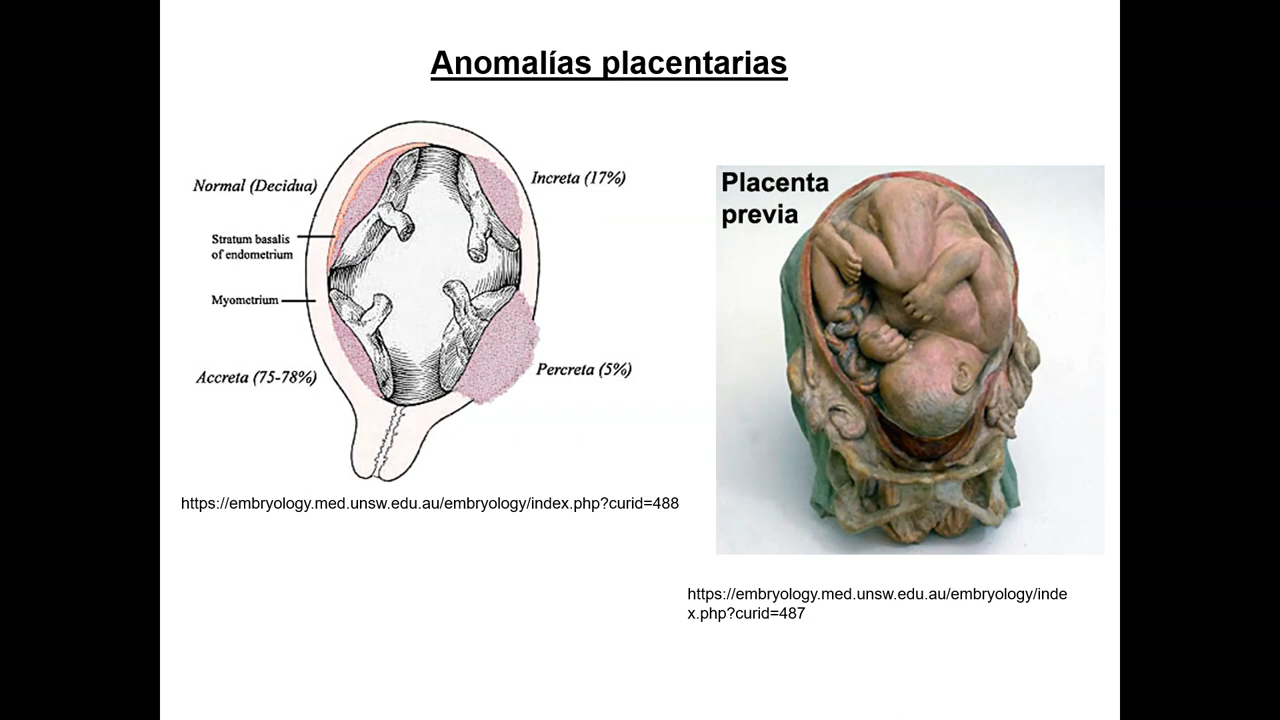 Anomalías placentarias
Normal (Decidua)
Stratum basalis
of endometrium
Myometrium
Accreta (75-78%)
Increta (17%)
Percreta (5%)
https://embryology.med.unsw.edu.au/embryology/index.php?curid=488
Placenta
previa
https://embryology.med.unsw.edu.au/embryology/inde
x.php?curid=487